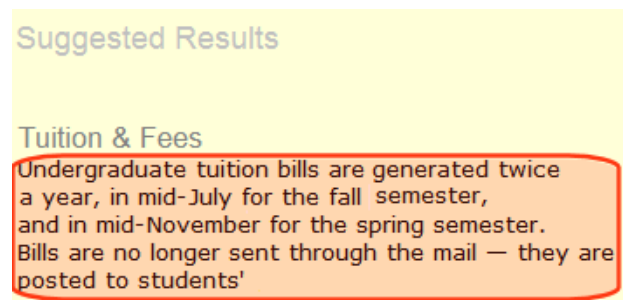 Suggested Results
Tuition & Fees
Undergraduate tuition bills are generated twice
a year, in mid-July for the fall semester,
and in mid-November for the spring semester.
Bills are no longer sent through the mail — they are
posted to students'